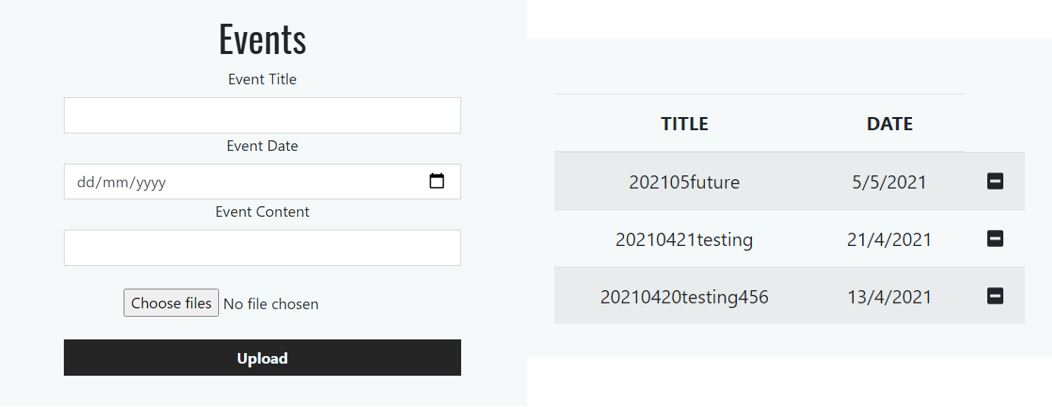 Events
Event Title
Event Date
dd/mm/yyyy
Event Content
Choose files No file chosen
Upload
TITLE DATE
202105future 5/5/2021
20210421testing 21/4/2021
20210420testing456 13/4/2021